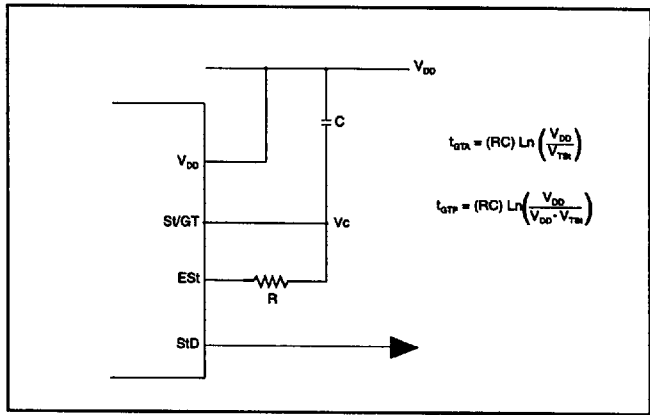 V_DD
C
V_DD
St/GT
Vc
ESt
R
StD
t_GTA = (RC) Ln (V_DD / V_TSt)
t_GTP = (RC) Ln (V_DD / V_DD - V_TSt)